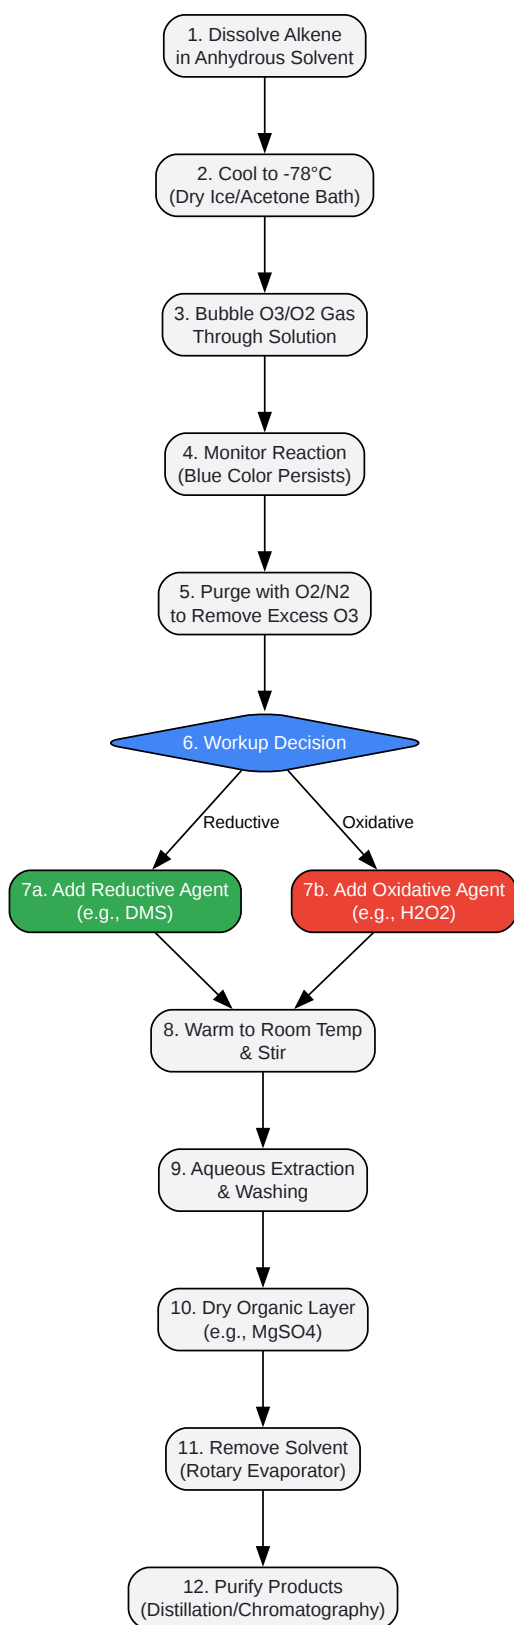 1. Dissolve Alkene
in Anhydrous Solvent
2. Cool to -78°C
(Dry Ice/Acetone Bath)
3. Bubble O3/O2 Gas
Through Solution
4. Monitor Reaction
(Blue Color Persists)
5. Purge with O2/N2
to Remove Excess O3
6. Workup Decision
Reductive
Oxidative
7a. Add Reductive Agent
(e.g., DMS)
7b. Add Oxidative Agent
(e.g., H2O2)
8. Warm to Room Temp
& Stir
9. Aqueous Extraction
& Washing
10. Dry Organic Layer
(e.g., MgSO4)
11. Remove Solvent
(Rotary Evaporator)
12. Purify Products
(Distillation/Chromatography)